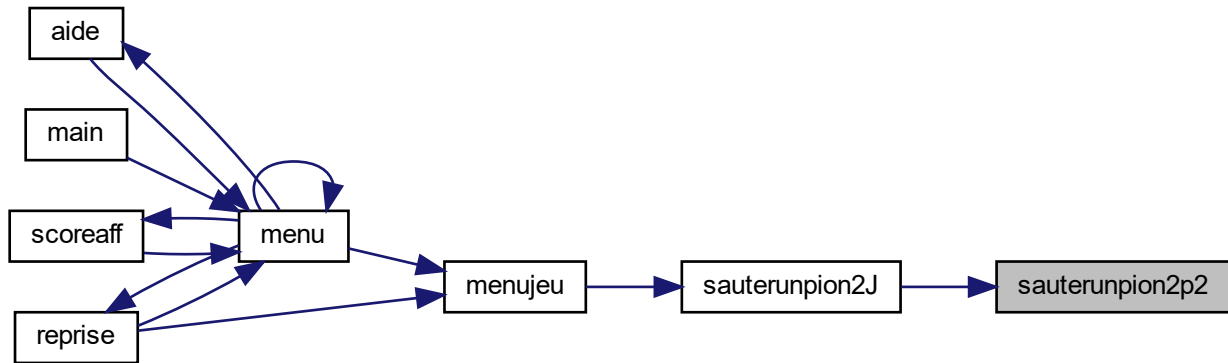 aide
main
scoreaff
menu
reprise
menujeu
sauterunpion2J
sauterunpion2p2